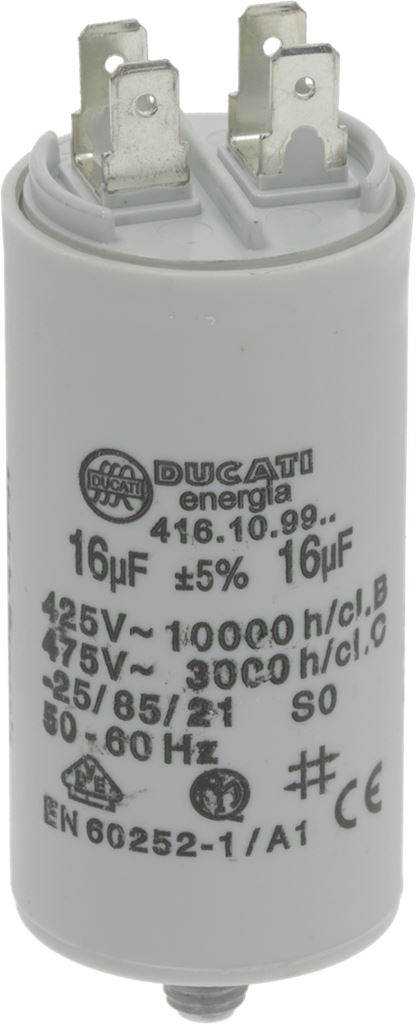 DUCATI DUCATI
energia
416.10.99..
16µF ±5% 16µF
425V~ 10000 h/cl.B
475V~ 3000 h/cl.C
-25/85/21 S0
50-60 Hz
CE
EN 60252-1/A1